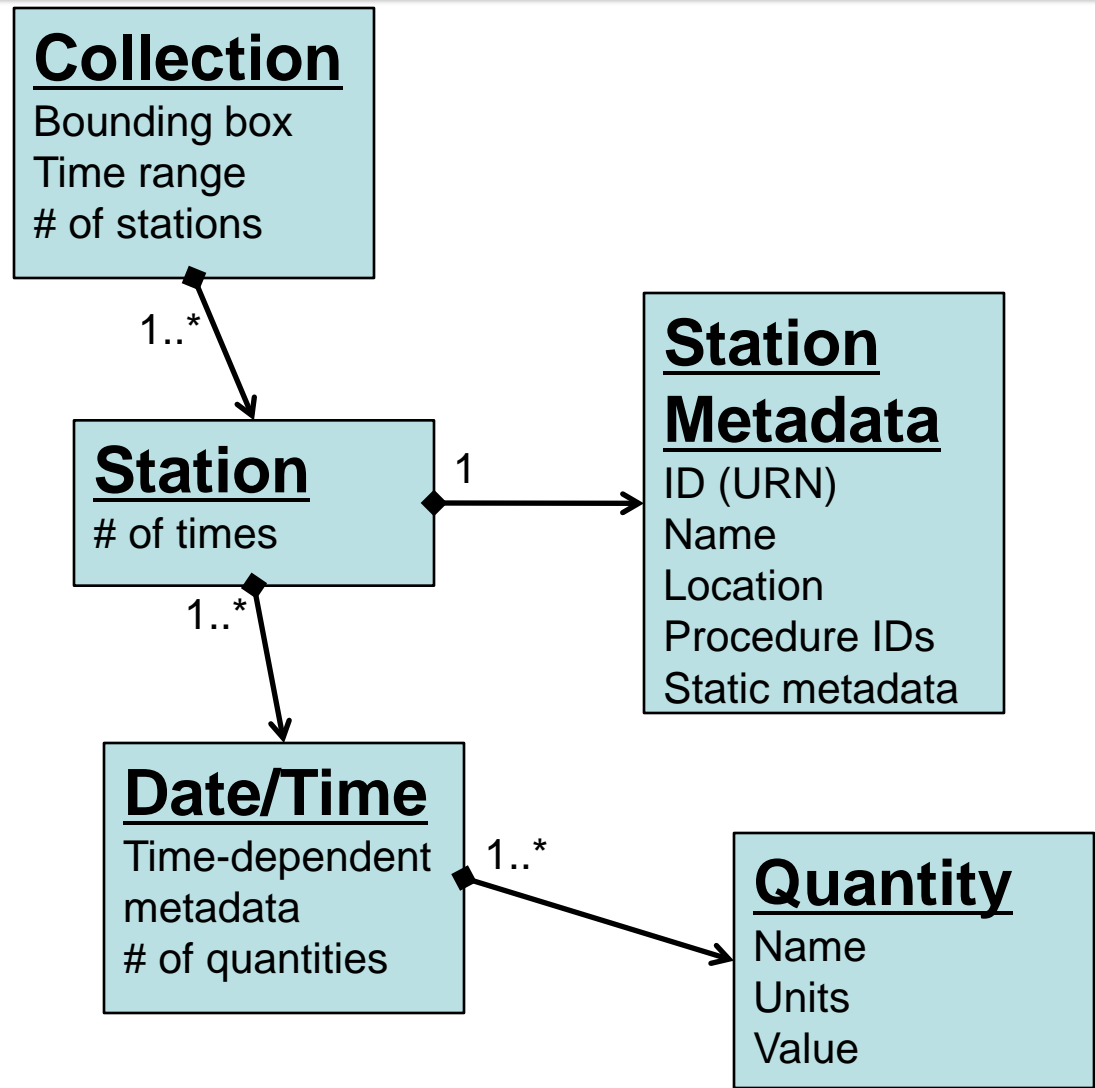 Collection
Bounding box
Time range
# of stations
1..*
Station
# of times
1
Station
Metadata
ID (URN)
Name
Location
Procedure IDs
Static metadata
1..*
Date/Time
Time-dependent
metadata
# of quantities
1..*
Quantity
Name
Units
Value